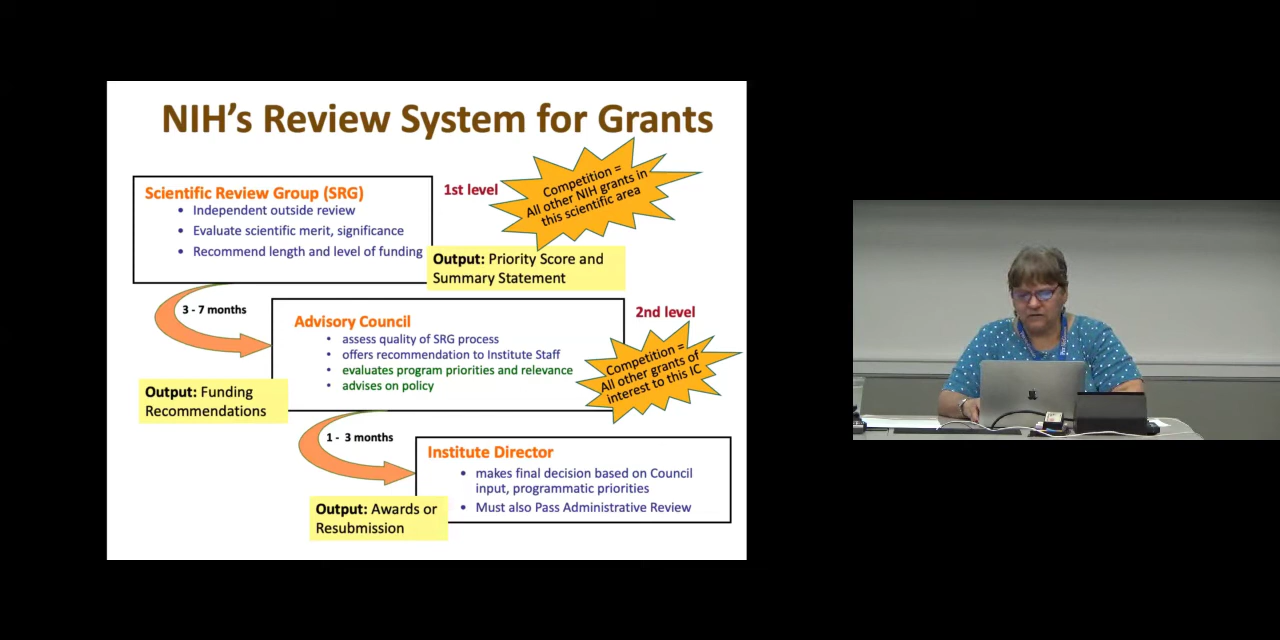 NIH's Review System for Grants
Scientific Review Group (SRG)
• Independent outside review
• Evaluate scientific merit, significance
• Recommend length and level of funding
1st level
Competition =
All other NIH grants in
this scientific area
Output: Priority Score and
Summary Statement
3 - 7 months
Advisory Council
• assess quality of SRG process
• offers recommendation to Institute Staff
• evaluates program priorities and relevance
• advises on policy
2nd level
Competition =
All other grants of
interest to this IC
Output: Funding
Recommendations
1 - 3 months
Institute Director
• makes final decision based on Council
input, programmatic priorities
• Must also Pass Administrative Review
Output: Awards or
Resubmission